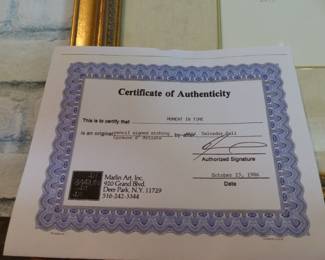 Certificate of Authenticity
This is to certify that MOMENT IN TIME
is an original pencil signed etching by Salvador Dali
Authorized Signature
Marlin Art, Inc.
920 Grand Blvd.
Deer Park, N.Y. 11729
516-242-3344
October 15, 1986
Date